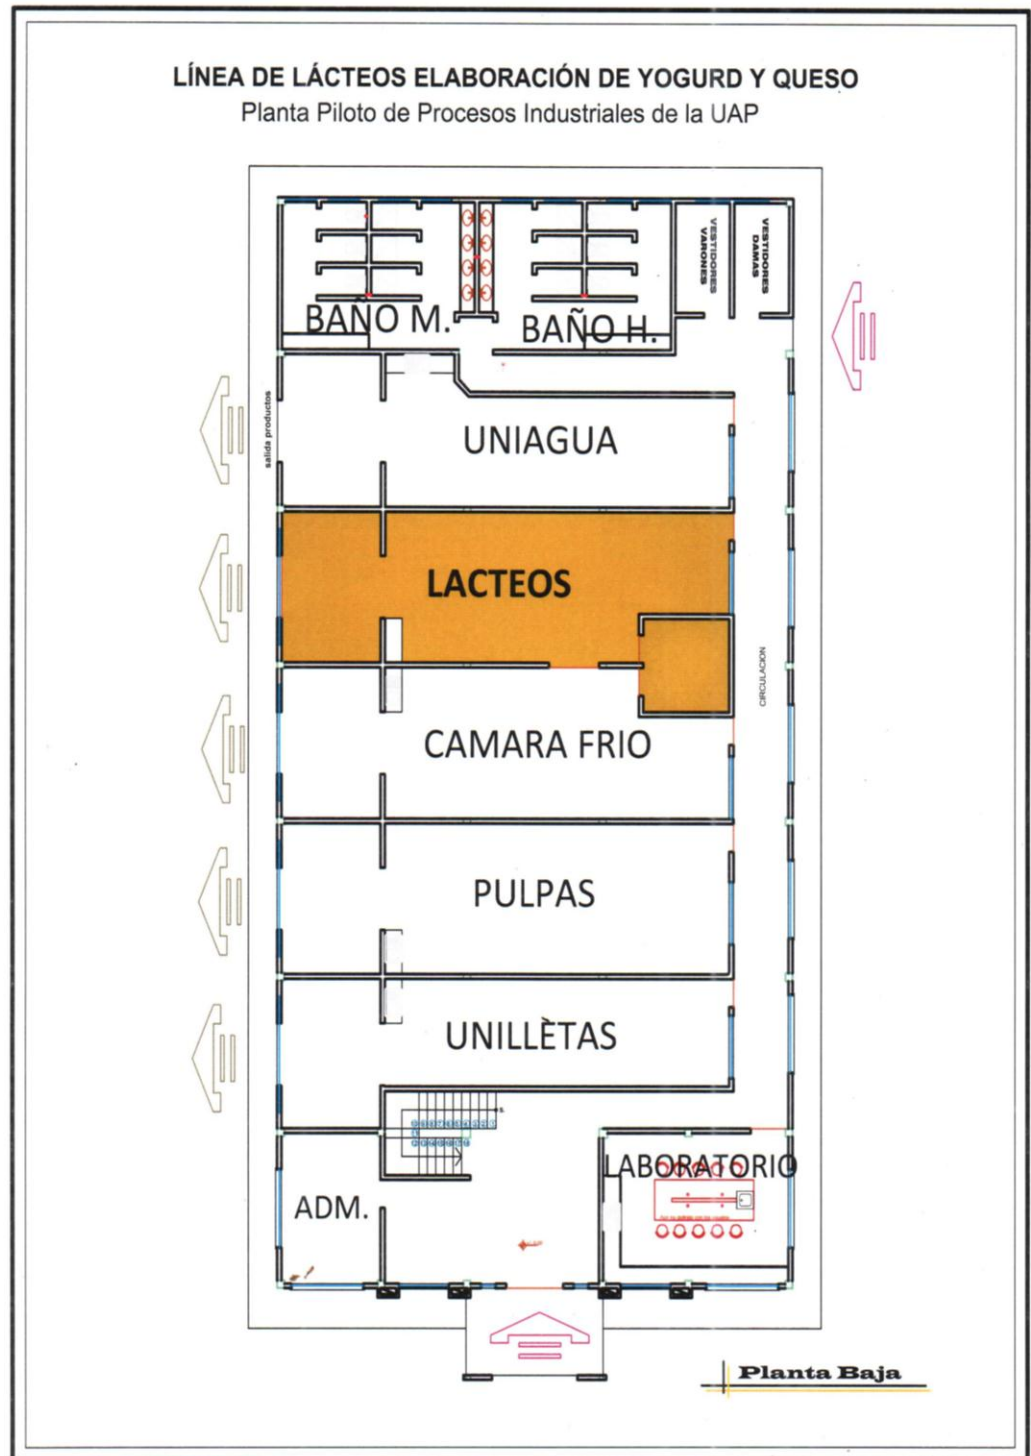 LÍNEA DE LÁCTEOS ELABORACIÓN DE YOGURD Y QUESO
Planta Piloto de Procesos Industriales de la UAP
VESTIDORES
VARONES
VESTIDORES
DAMAS
BAÑO M.
BAÑO H.
salida productos
UNIAGUA
LACTEOS
CIRCULACION
CAMARA FRIO
PULPAS
UNILLÈTAS
LABORATORIO
ADM.
Planta Baja